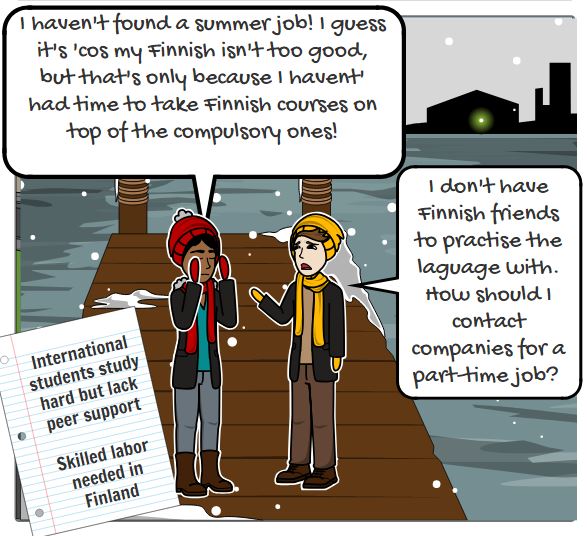 I haven't found a summer job! I guess
it's 'cos my Finnish isn't too good,
but that's only because I havent'
had time to take Finnish courses on
top of the compulsory ones!
I don't have
Finnish friends
to practise the
laguage with.
How should I
contact
companies for a
part-time job?
International
students study
hard but lack
peer support
Skilled labor
needed in
Finland